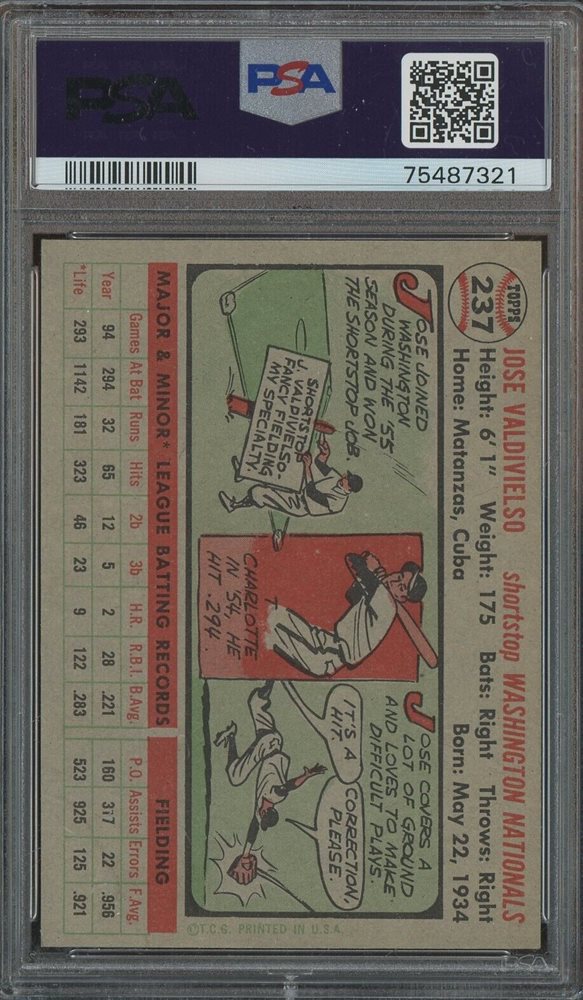 PSA
PSA
75487321
TOPPS
237
JOSE VALDIVIELSO shortstop WASHINGTON NATIONALS
Height: 6' 1" Weight: 175 Bats: Right Throws: Right
Home: Matanzas, Cuba Born: May 22, 1934
JOSE JOINED
WASHINGTON
DURING THE '55
SEASON AND WON
THE SHORTSTOP JOB.
SHORTSTOP
J. VALDIVIELSO.
FANCY FIELDING
MY SPECIALTY.
CHARLOTTE
IN '54, HE
HIT .294.
JOSE COVERS A
LOT OF GROUND
AND LOVES TO MAKE
DIFFICULT PLAYS.
IT'S A
HIT.
CORRECTION,
PLEASE.
©T.C.G. PRINTED IN U.S.A.
MAJOR & MINOR* LEAGUE BATTING RECORDS FIELDING
Games At Bat Runs Hits 2b 3b H.R. R.B.I. B.Avg. P.O. Assists Errors F.Avg.
Year 94 294 32 65 12 5 2 28 .221 160 317 22 .956
*Life 293 1142 181 323 46 23 9 122 .283 523 925 125 .921
PSA